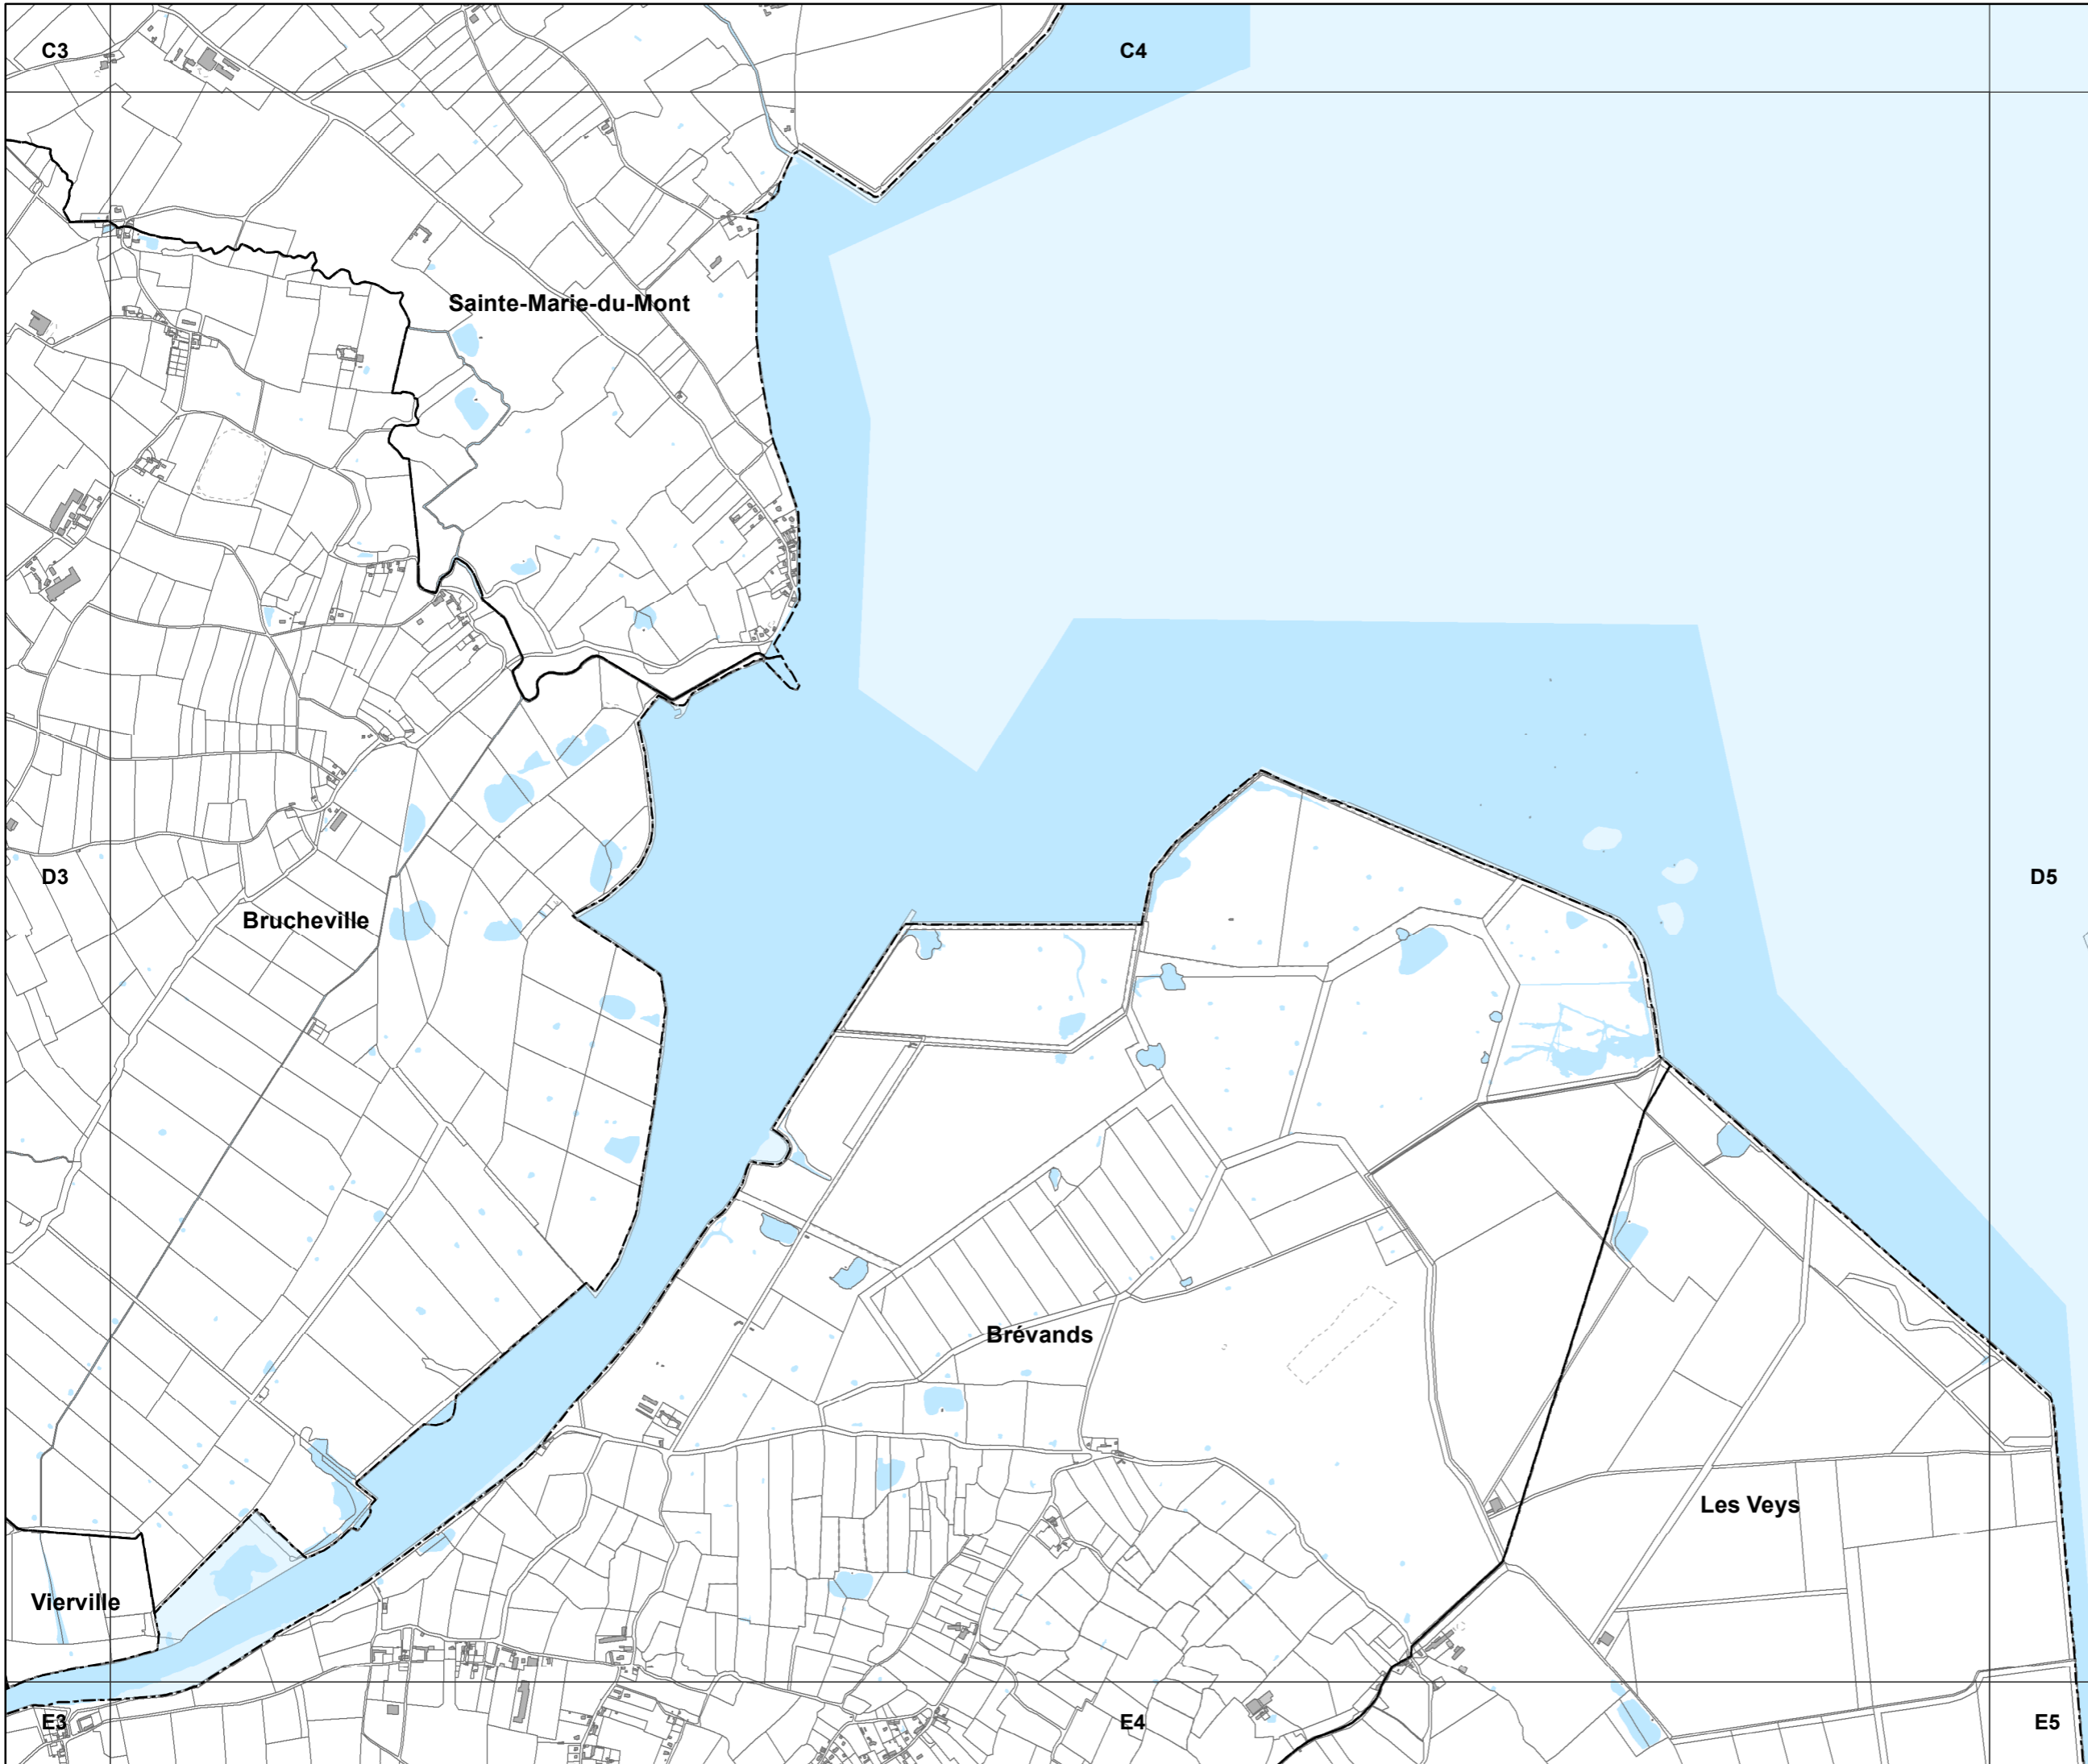 C3
C4
Sainte-Marie-du-Mont
D3
D5
Brucheville
Brévands
Les Veys
Vierville
E3
E4
E5